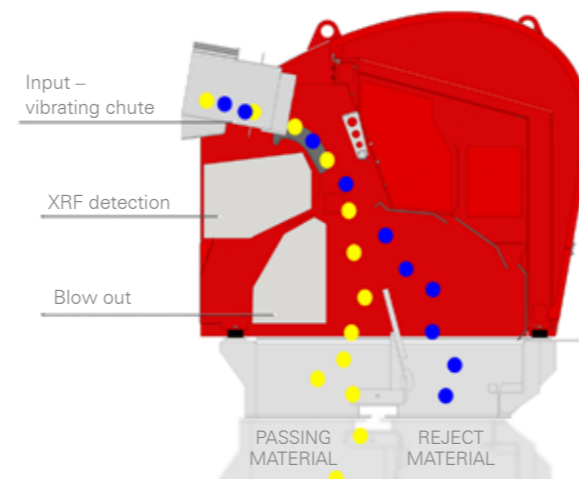 Input –
vibrating chute
XRF detection
Blow out
PASSING
MATERIAL
REJECT
MATERIAL